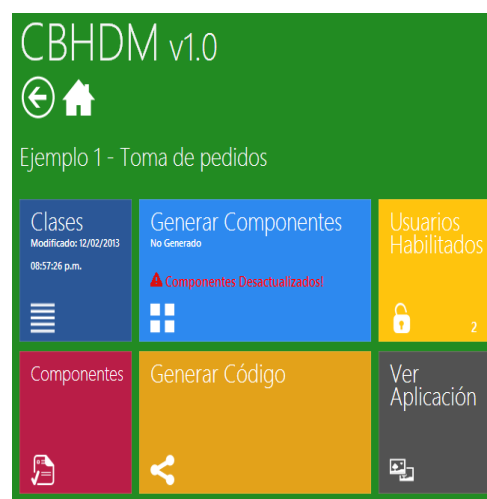 CBHDM v1.0
Ejemplo 1 - Toma de pedidos
Clases
Modificado: 12/02/2013
08:57:26 p.m.
Generar Componentes
No Generado
Componentes Desactualizados!
Usuarios
Habilitados
2
Componentes
Generar Código
Ver
Aplicación